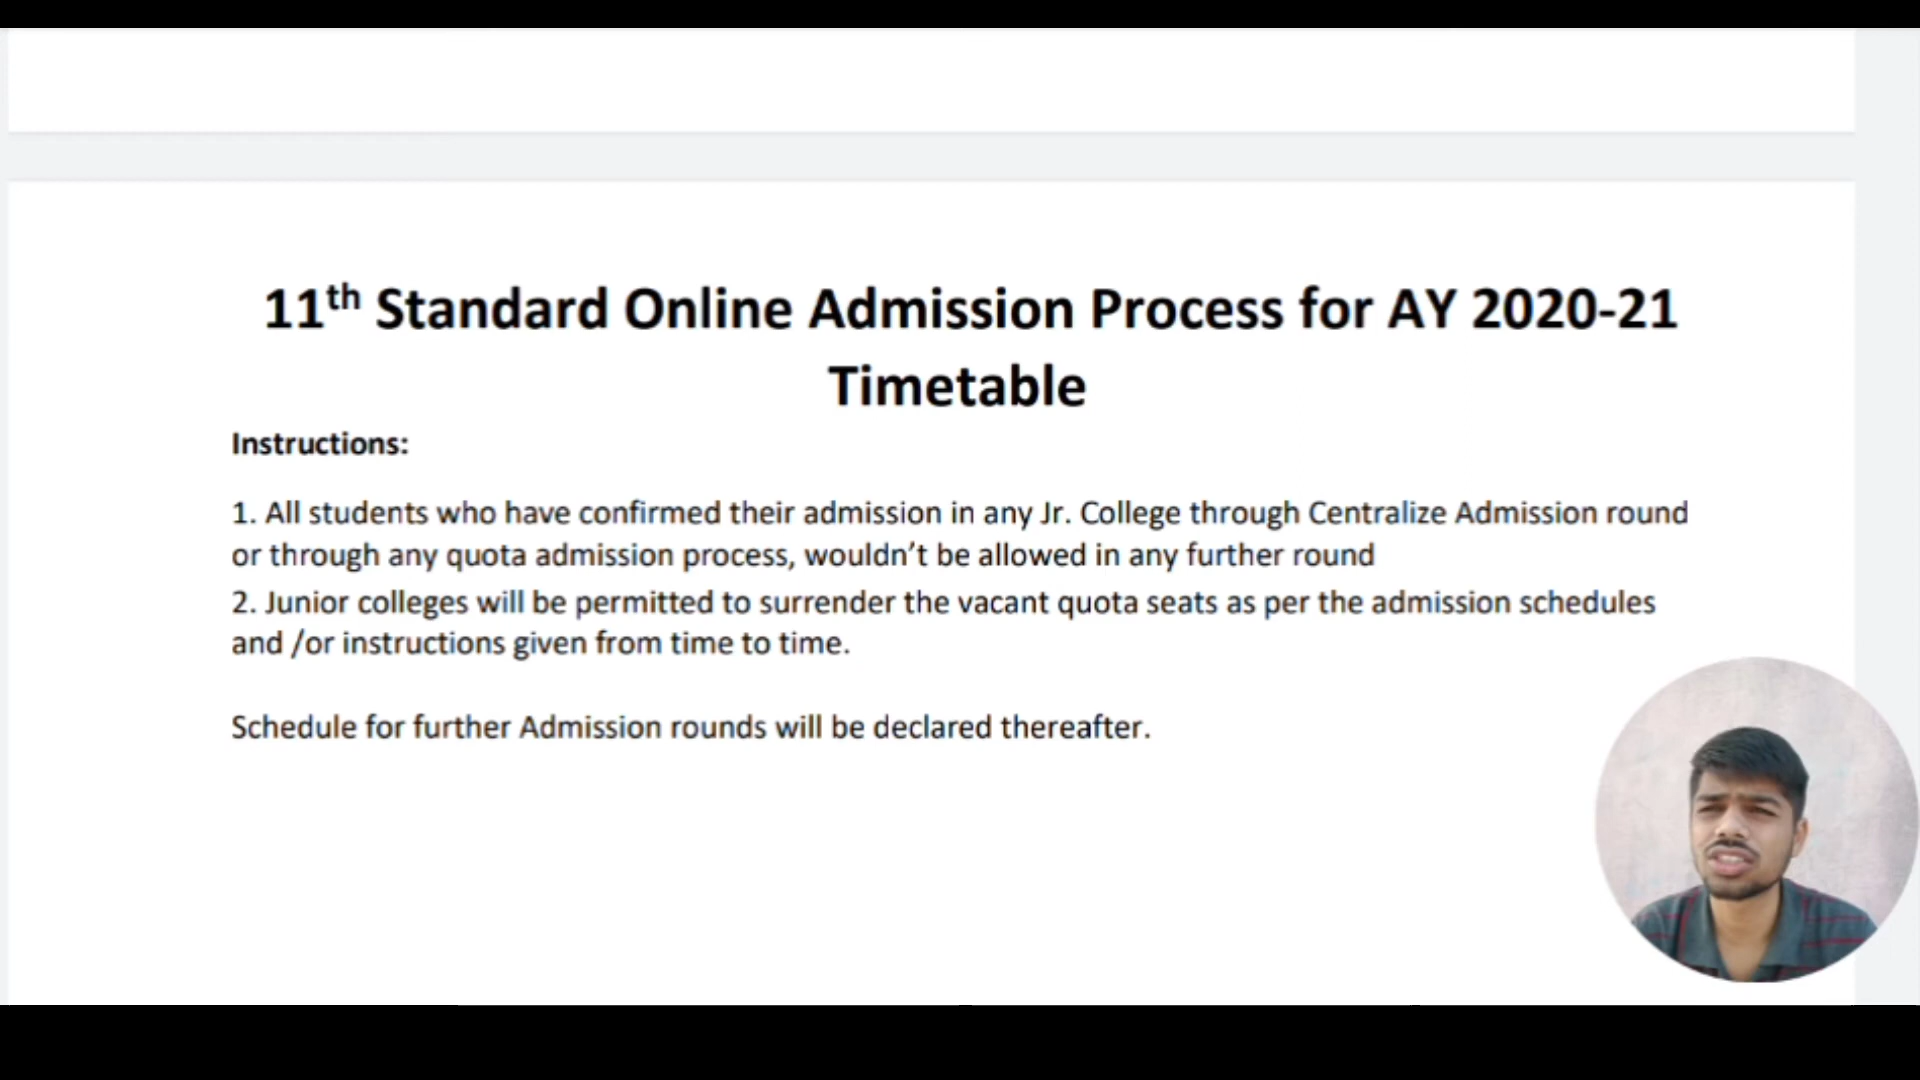 11th Standard Online Admission Process for AY 2020-21
Timetable
Instructions:
1. All students who have confirmed their admission in any Jr. College through Centralize Admission round
or through any quota admission process, wouldn’t be allowed in any further round
2. Junior colleges will be permitted to surrender the vacant quota seats as per the admission schedules
and /or instructions given from time to time.
Schedule for further Admission rounds will be declared thereafter.